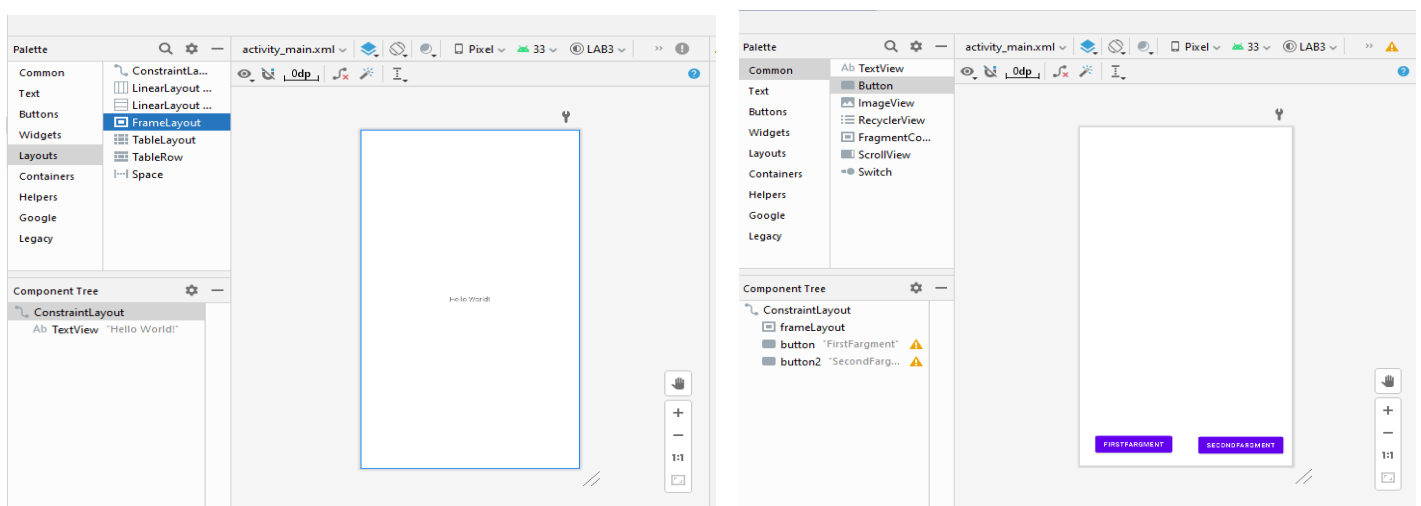 Palette
activity_main.xml
Pixel
33
LAB3
Common
Text
Buttons
Widgets
Layouts
Containers
Helpers
Google
Legacy
ConstraintLa...
LinearLayout ...
LinearLayout ...
FrameLayout
TableLayout
TableRow
Space
0dp
Hello World!
Component Tree
ConstraintLayout
Ab TextView "Hello World!"
1:1
Palette
activity_main.xml
Pixel
33
LAB3
Common
Text
Buttons
Widgets
Layouts
Containers
Helpers
Google
Legacy
Ab TextView
Button
ImageView
RecyclerView
FragmentCo...
ScrollView
Switch
0dp
Component Tree
ConstraintLayout
frameLayout
button "FirstFargment"
button2 "SecondFarg...
FIRSTFARGMENT
SECONDFARGMENT
1:1